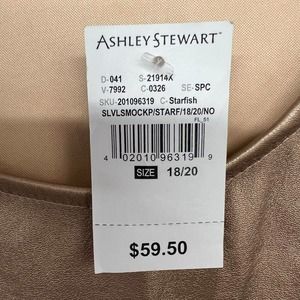 ASHLEY STEWART
D-041 S-21914X
V-7992 C-0326 SE-SPC
SKU-201096319 C-Starfish
SLVLSMOCKP/STARF/18/20/NO
FL_51
4 02010 96319 9
SIZE 18/20
$59.50